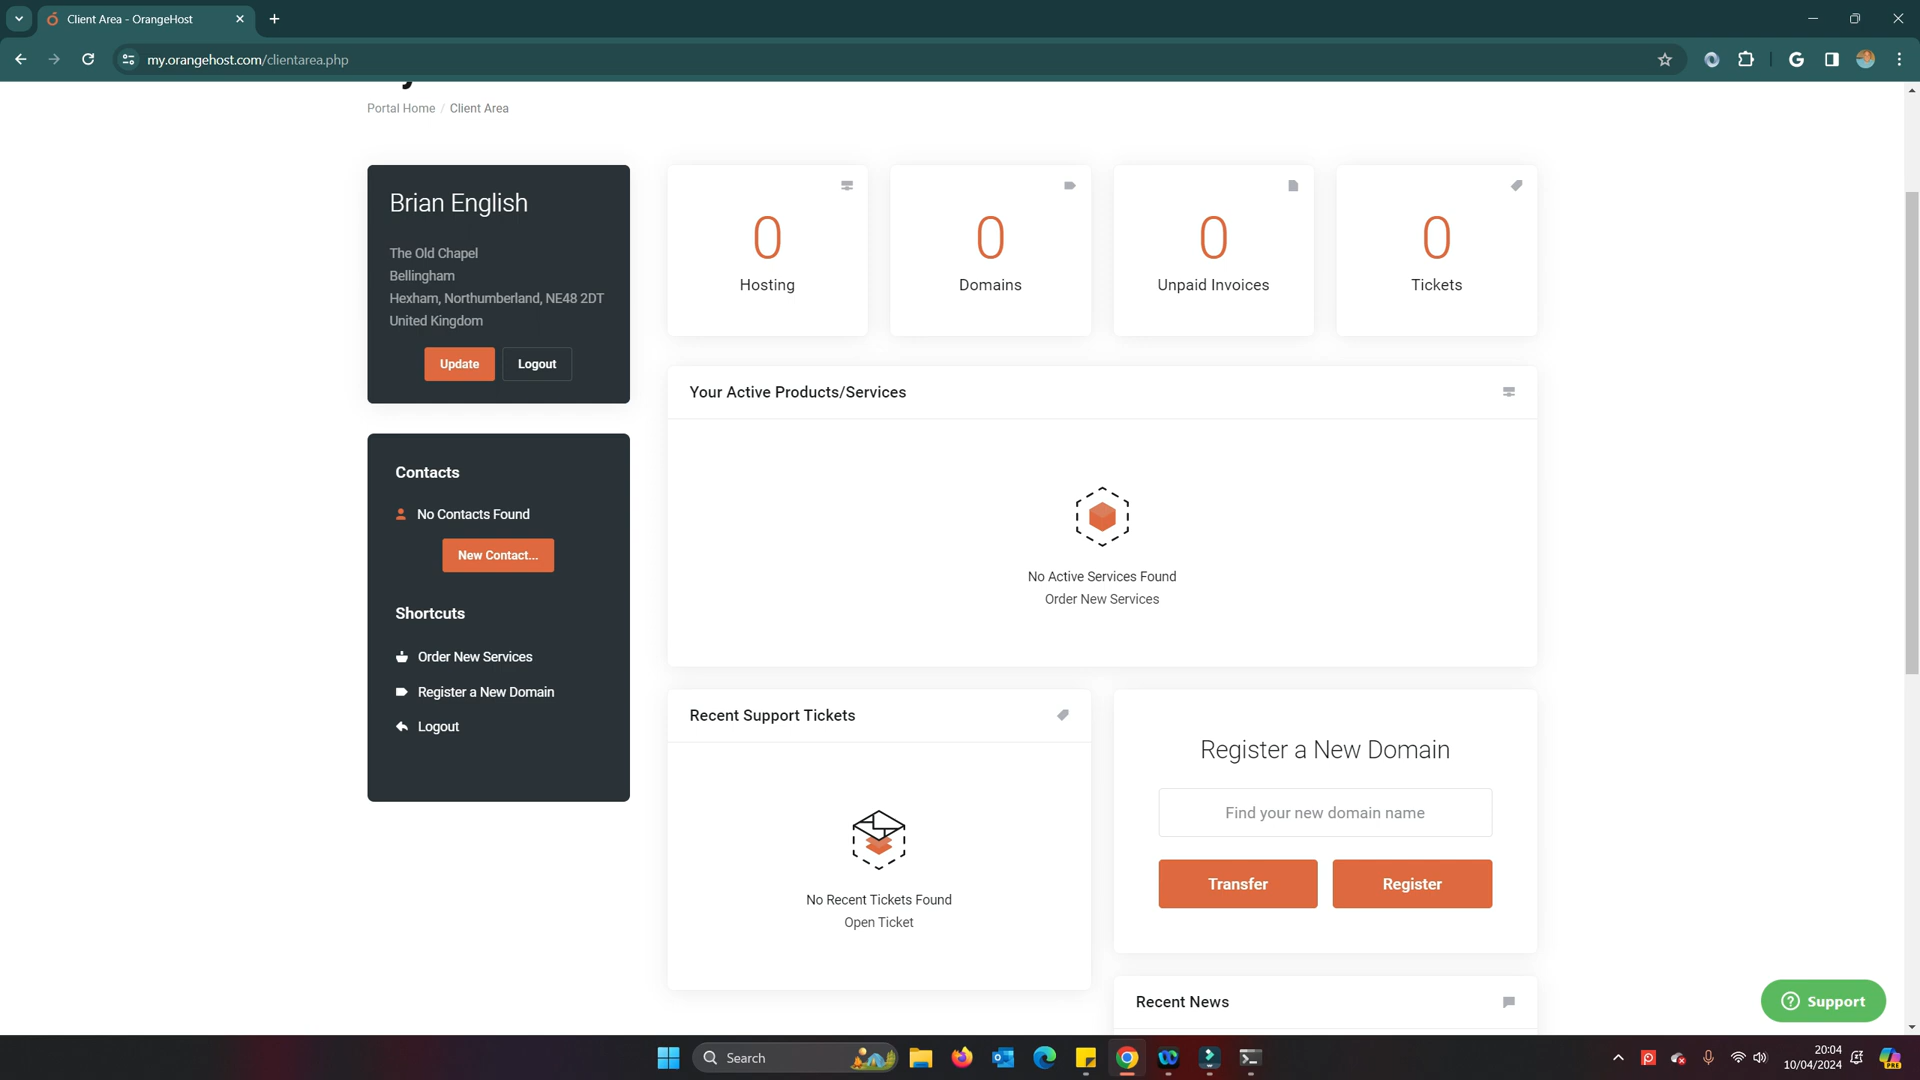 Client Area - OrangeHost
my.orangehost.com/clientarea.php
Portal Home / Client Area
Brian English
The Old Chapel
Bellingham
Hexham, Northumberland, NE48 2DT
United Kingdom
Update Logout
0 Hosting
0 Domains
0 Unpaid Invoices
0 Tickets
Your Active Products/Services
No Active Services Found
Order New Services
Contacts
No Contacts Found
New Contact...
Shortcuts
Order New Services
Register a New Domain
Logout
Recent Support Tickets
No Recent Tickets Found
Open Ticket
Register a New Domain
Find your new domain name
Transfer Register
Recent News
Support
Search
20:04
10/04/2024
PRE